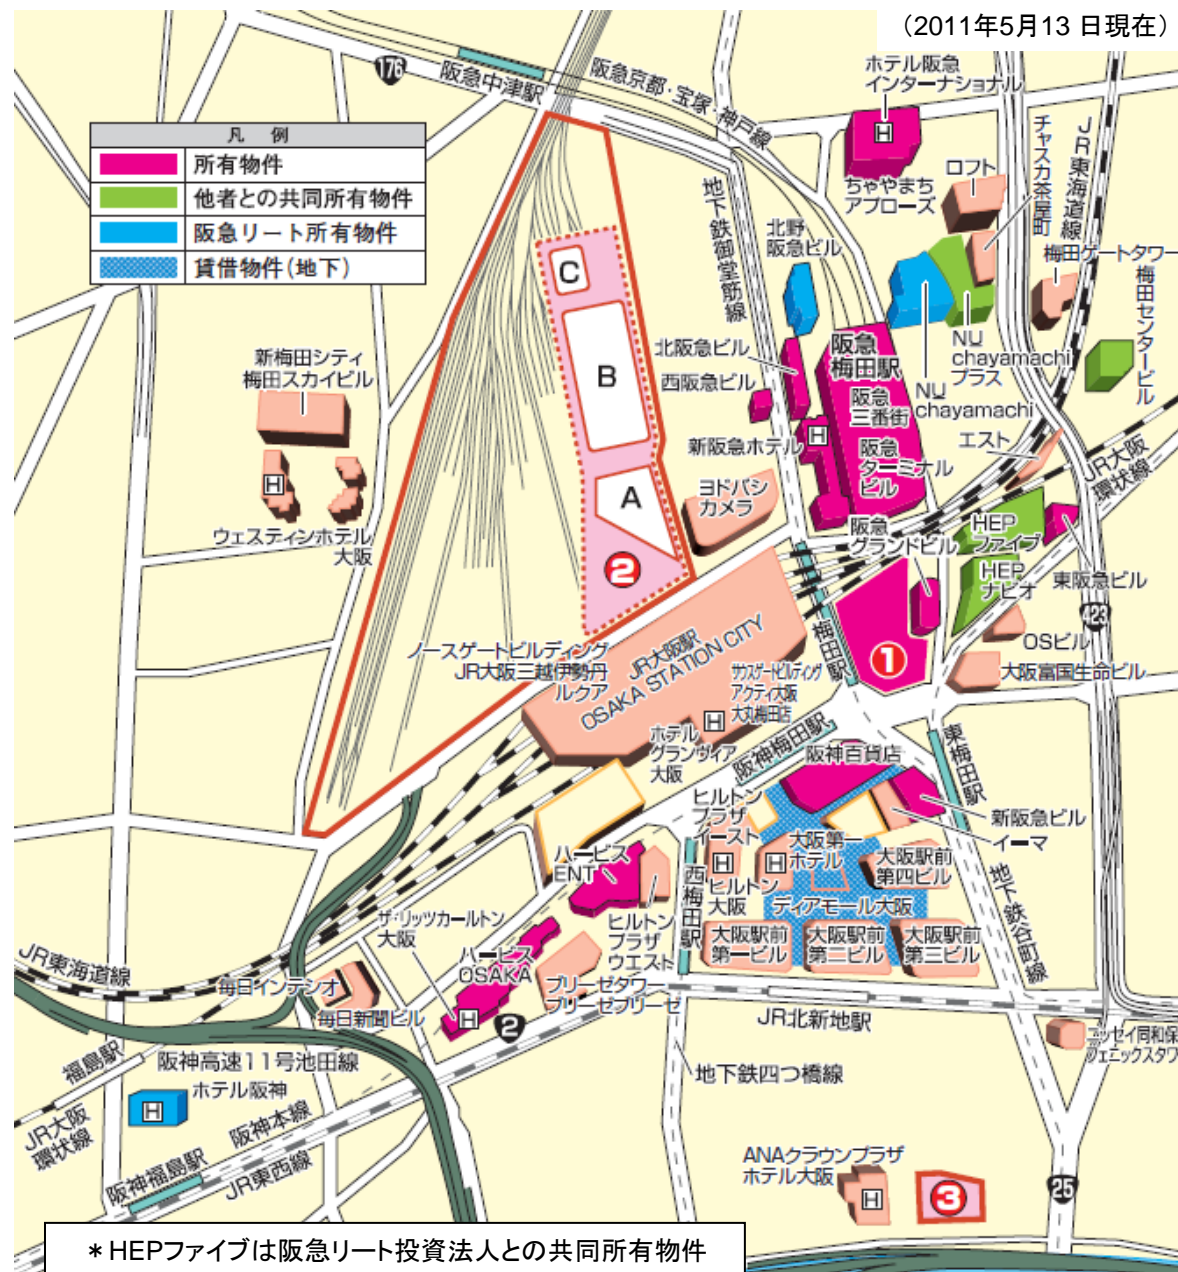 （2011年5月13 日現在）
176
阪急中津駅
阪急京都・宝塚・神戸線
ホテル阪急
インターナショナル
H
ちゃやまち
アプローズ
ロフト
チャスカ茶屋町
JR東海道線
凡 例
所有物件
他者との共同所有物件
阪急リート所有物件
賃借物件(地下)
地下鉄御堂筋線
北野
阪急ビル
梅田ゲートタワー
梅田センタービル
C
B
A
2
新梅田シティ
梅田スカイビル
H
ウェスティンホテル
大阪
北阪急ビル
西阪急ビル
新阪急ホテル
H
阪急
梅田駅
阪急
三番街
阪急
ターミナル
ビル
NU
chayamachi
プラス
NU
chayamachi
エスト
JR大阪
環状線
ヨドバシ
カメラ
阪急
グランドビル
HEP
ファイブ
HEP
ナビオ
東阪急ビル
423
OSビル
大阪富国生命ビル
1
梅田駅
ノースゲートビルディング
JR大阪三越伊勢丹
ルクア
JR大阪駅
OSAKA STATION CITY
サウスゲートビルディング
アクティ大阪
大丸梅田店
H
ホテル
グランヴィア
大阪
阪神梅田駅
阪神百貨店
東梅田駅
新阪急ビル
イーマ
ヒルトン
プラザ
イースト
大阪第一
ホテル
H
H
ヒルトン
大阪
大阪駅前
第四ビル
ディアモール大阪
大阪駅前
第一ビル
大阪駅前
第二ビル
大阪駅前
第三ビル
西梅田駅
地下鉄谷町線
ハービス
ENT
ヒルトン
プラザ
ウエスト
ザ・リッツカールトン
大阪
ハービス
OSAKA
H
ブリーゼタワー
ブリーゼブリーゼ
2
JR東海道線
毎日インテシオ
毎日新聞ビル
JR北新地駅
地下鉄四つ橋線
ニッセイ同和損保
フェニックスタワ
福島駅
阪神高速11号池田線
ホテル阪神
H
JR大阪
環状線
阪神本線
阪神福島駅
JR東西線
ANAクラウンプラザ
ホテル大阪
H
3
25
＊HEPファイブは阪急リート投資法人との共同所有物件